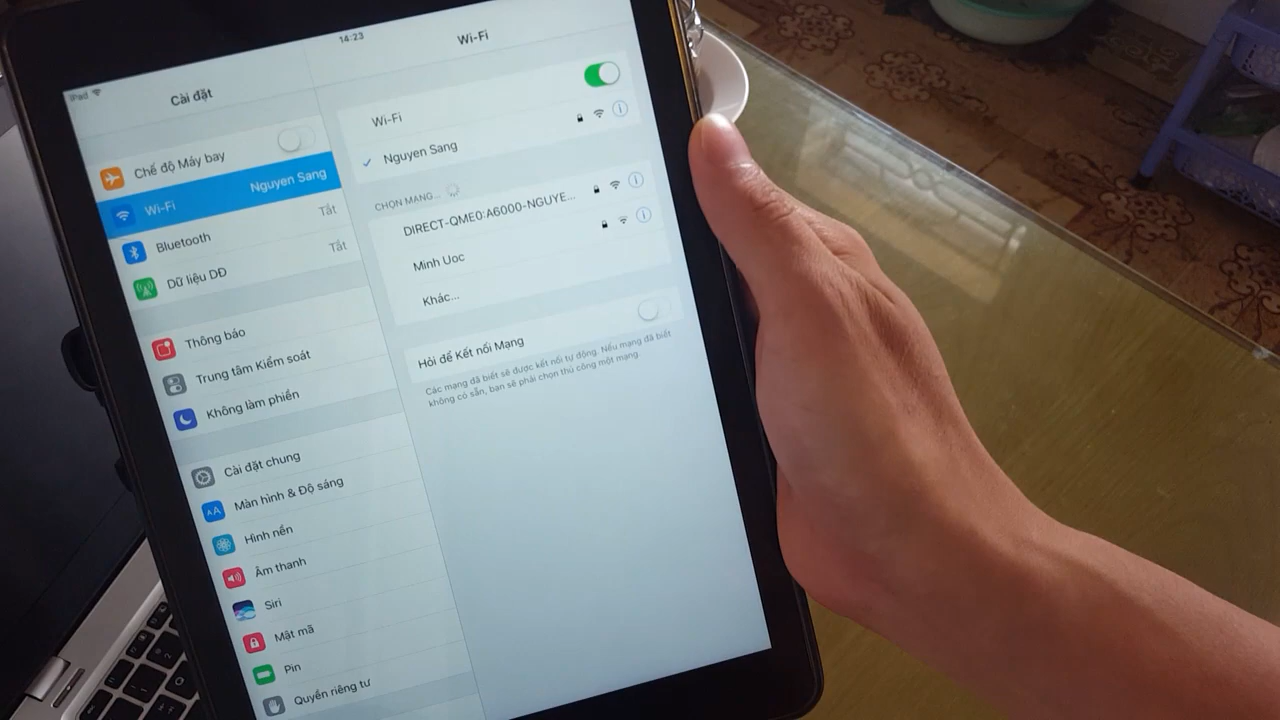 iPad
14:23
Cài đặt
Chế độ Máy bay
Wi-Fi
Nguyen Sang
Bluetooth
Tắt
Dữ liệu DĐ
Tắt
Thông báo
Trung tâm Kiểm soát
Không làm phiền
Cài đặt chung
Màn hình & Độ sáng
Hình nền
Âm thanh
Siri
Mật mã
Pin
Quyền riêng tư
Wi-Fi
Wi-Fi
Nguyen Sang
CHỌN MẠNG...
DIRECT-QME0:A6000-NGUYE...
Minh Uoc
Khác...
Hỏi để Kết nối Mạng
Các mạng đã biết sẽ được kết nối tự động. Nếu mạng đã biết
không có sẵn, bạn sẽ phải chọn thủ công một mạng.